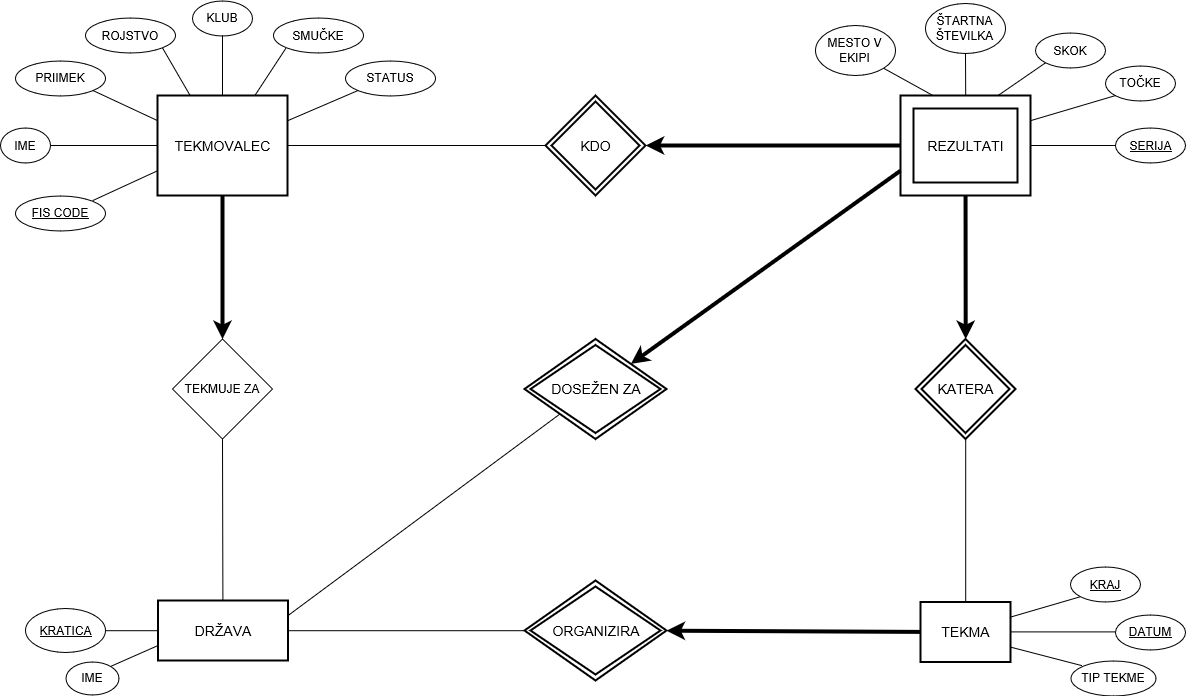 KLUB
ROJSTVO
SMUČKE
PRIIMEK
STATUS
IME
TEKMOVALEC
FIS CODE
KDO
ŠTARTNA
ŠTEVILKA
MESTO V
EKIPI
SKOK
TOČKE
REZULTATI
SERIJA
TEKMUJE ZA
DOSEŽEN ZA
KATERA
KRATICA
DRŽAVA
IME
ORGANIZIRA
TEKMA
KRAJ
DATUM
TIP TEKME